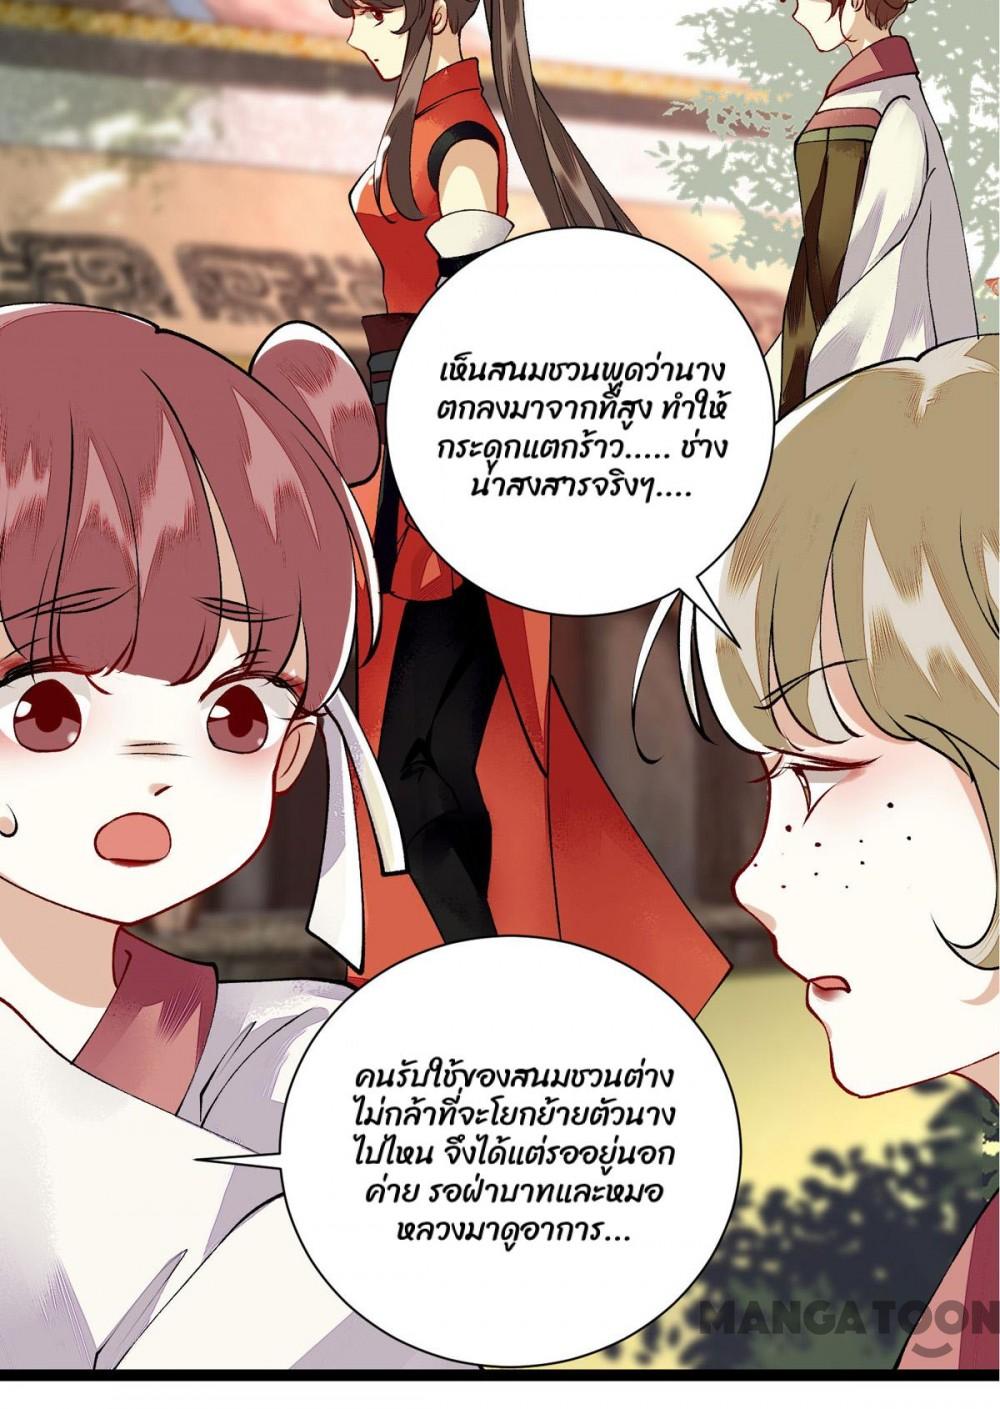 เห็นสนมชวนพูดว่านาง
ตกลงมาจากที่สูง ทำให้
กระดูกแตกร้าว..... ช่าง
น่าสงสารจริงๆ....
คนรับใช้ของสนมชวนต่าง
ไม่กล้าที่จะโยกย้ายตัวนาง
ไปไหน จึงได้แต่รออยู่นอก
ค่าย รอฝ่าบาทและหมอ
หลวงมาดูอาการ...
MANGATOON